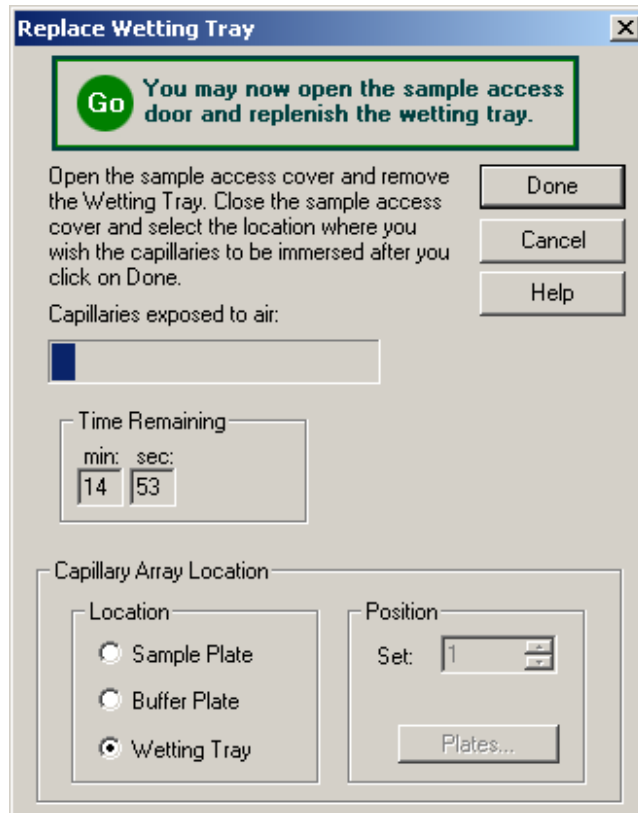 Replace Wetting Tray
Go
You may now open the sample access
door and replenish the wetting tray.
Open the sample access cover and remove
the Wetting Tray. Close the sample access
cover and select the location where you
wish the capillaries to be immersed after you
click on Done.
Done
Cancel
Help
Capillaries exposed to air:
Time Remaining
min: sec:
14 53
Capillary Array Location
Location
Sample Plate
Buffer Plate
Wetting Tray
Position
Set: 1
Plates...